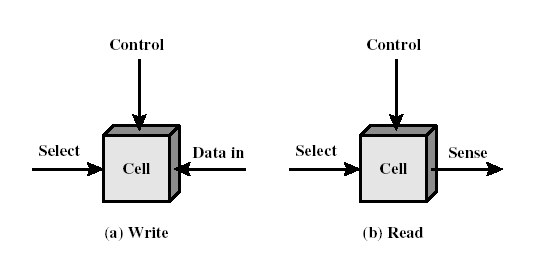 Control
Control
Select
Cell
Data in
Select
Cell
Sense
(a) Write
(b) Read